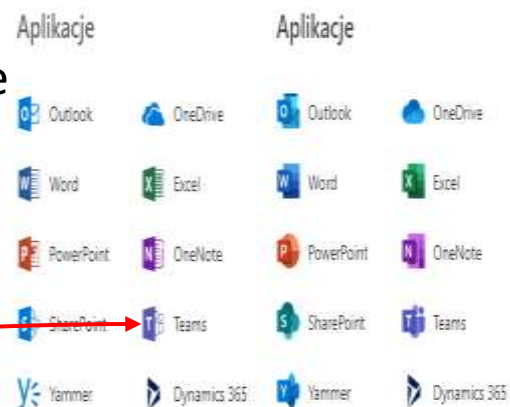 Aplikacje Aplikacje
e
Outlook OneDrive Outlook OneDrive
Word Excel Word Excel
PowerPoint OneNote PowerPoint OneNote
SharePoint Teams SharePoint Teams
Yammer Dynamics 365 Yammer Dynamics 365